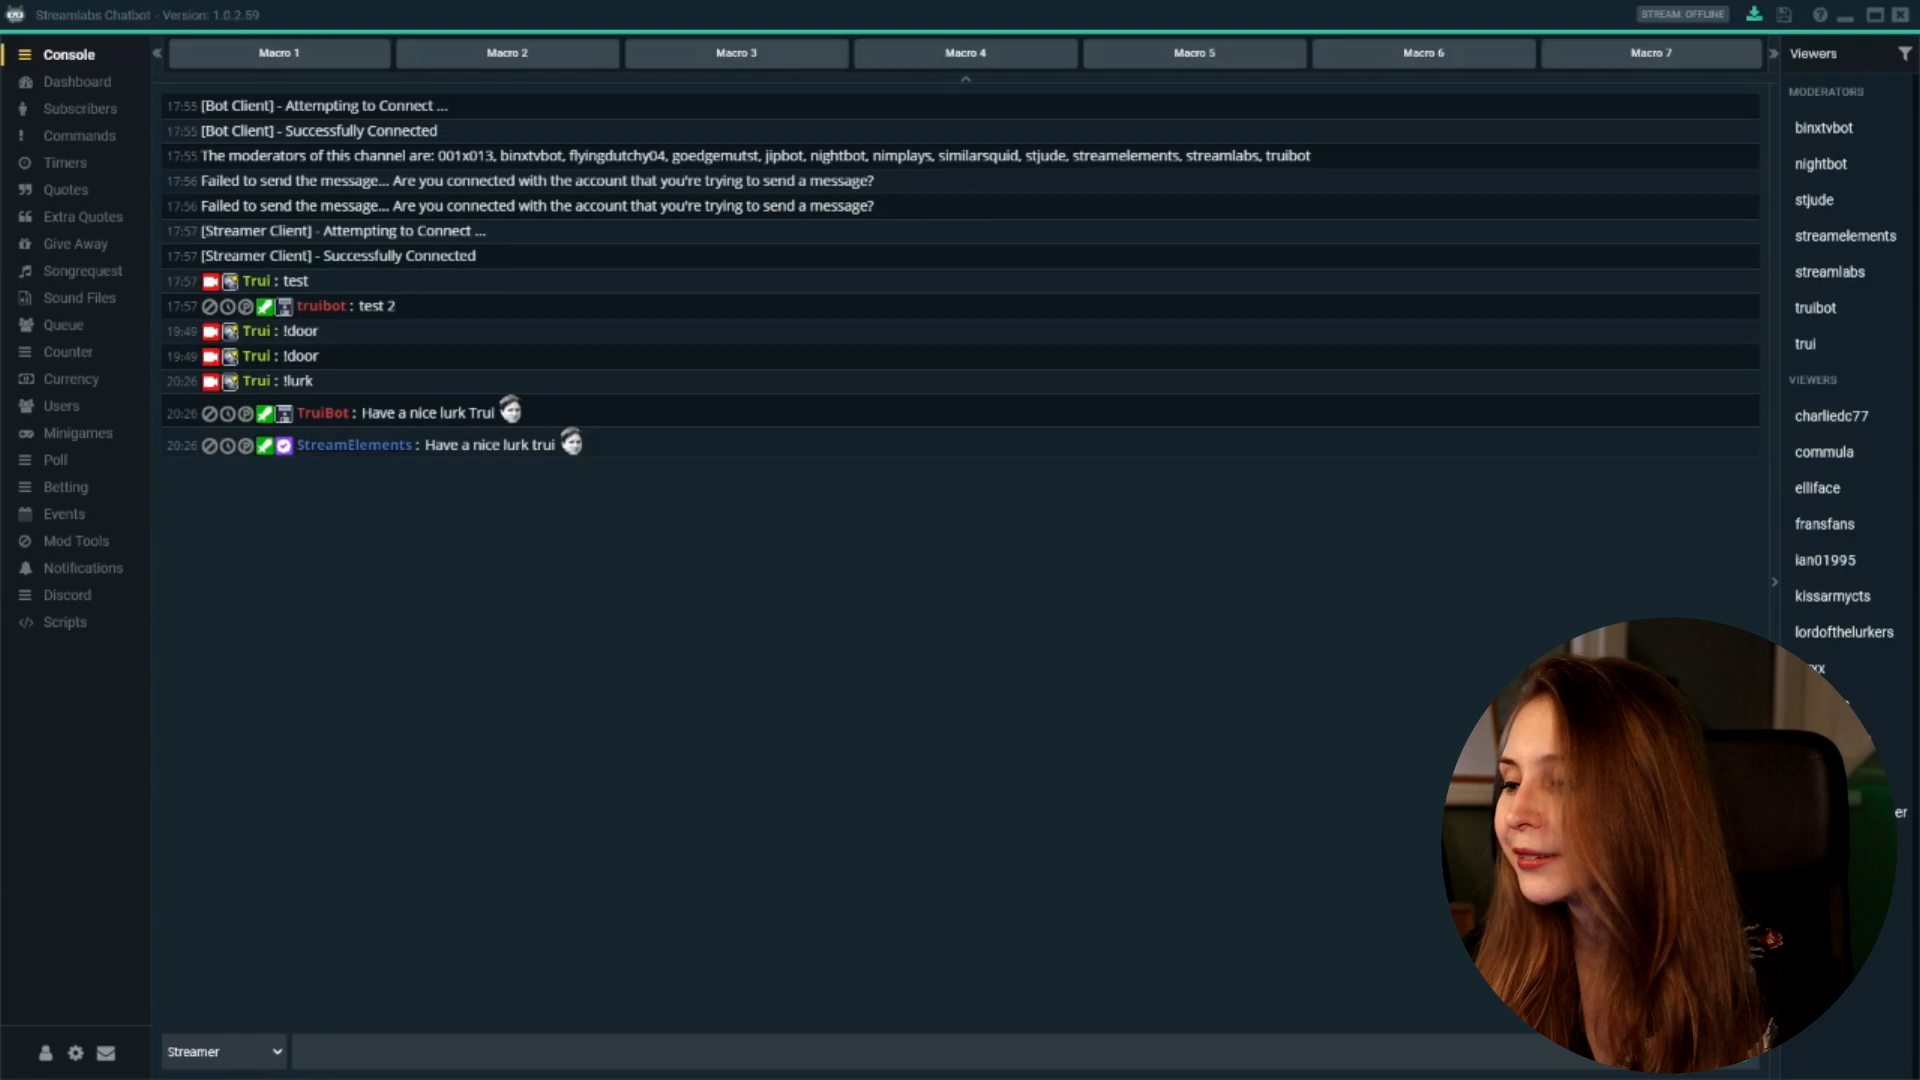 Streamlabs Chatbot - Version: 1.0.2.59
STREAM: OFFLINE
Console
Dashboard
Subscribers
Commands
Timers
Quotes
Extra Quotes
Give Away
Songrequest
Sound Files
Queue
Counter
Currency
Users
Minigames
Poll
Betting
Events
Mod Tools
Notifications
Discord
Scripts
Macro 1
Macro 2
Macro 3
Macro 4
Macro 5
Macro 6
Macro 7
17:55 [Bot Client] - Attempting to Connect ...
17:55 [Bot Client] - Successfully Connected
17:55 The moderators of this channel are: 001x013, binxtvbot, flyingdutchy04, goedgemutst, jipbot, nightbot, nimplays, similarsquid, stjude, streamelements, streamlabs, truibot
17:56 Failed to send the message... Are you connected with the account that you're trying to send a message?
17:56 Failed to send the message... Are you connected with the account that you're trying to send a message?
17:57 [Streamer Client] - Attempting to Connect ...
17:57 [Streamer Client] - Successfully Connected
17:57 Trui : test
17:57 truibot : test 2
19:49 Trui : !door
19:49 Trui : !door
20:26 Trui : !lurk
20:26 TruiBot : Have a nice lurk Trui
20:26 StreamElements : Have a nice lurk trui
Streamer
Viewers
MODERATORS
binxtvbot
nightbot
stjude
streamelements
streamlabs
truibot
trui
VIEWERS
charliedc77
commula
elliface
fransfans
ian01995
kissarmycts
lordofthelurkers